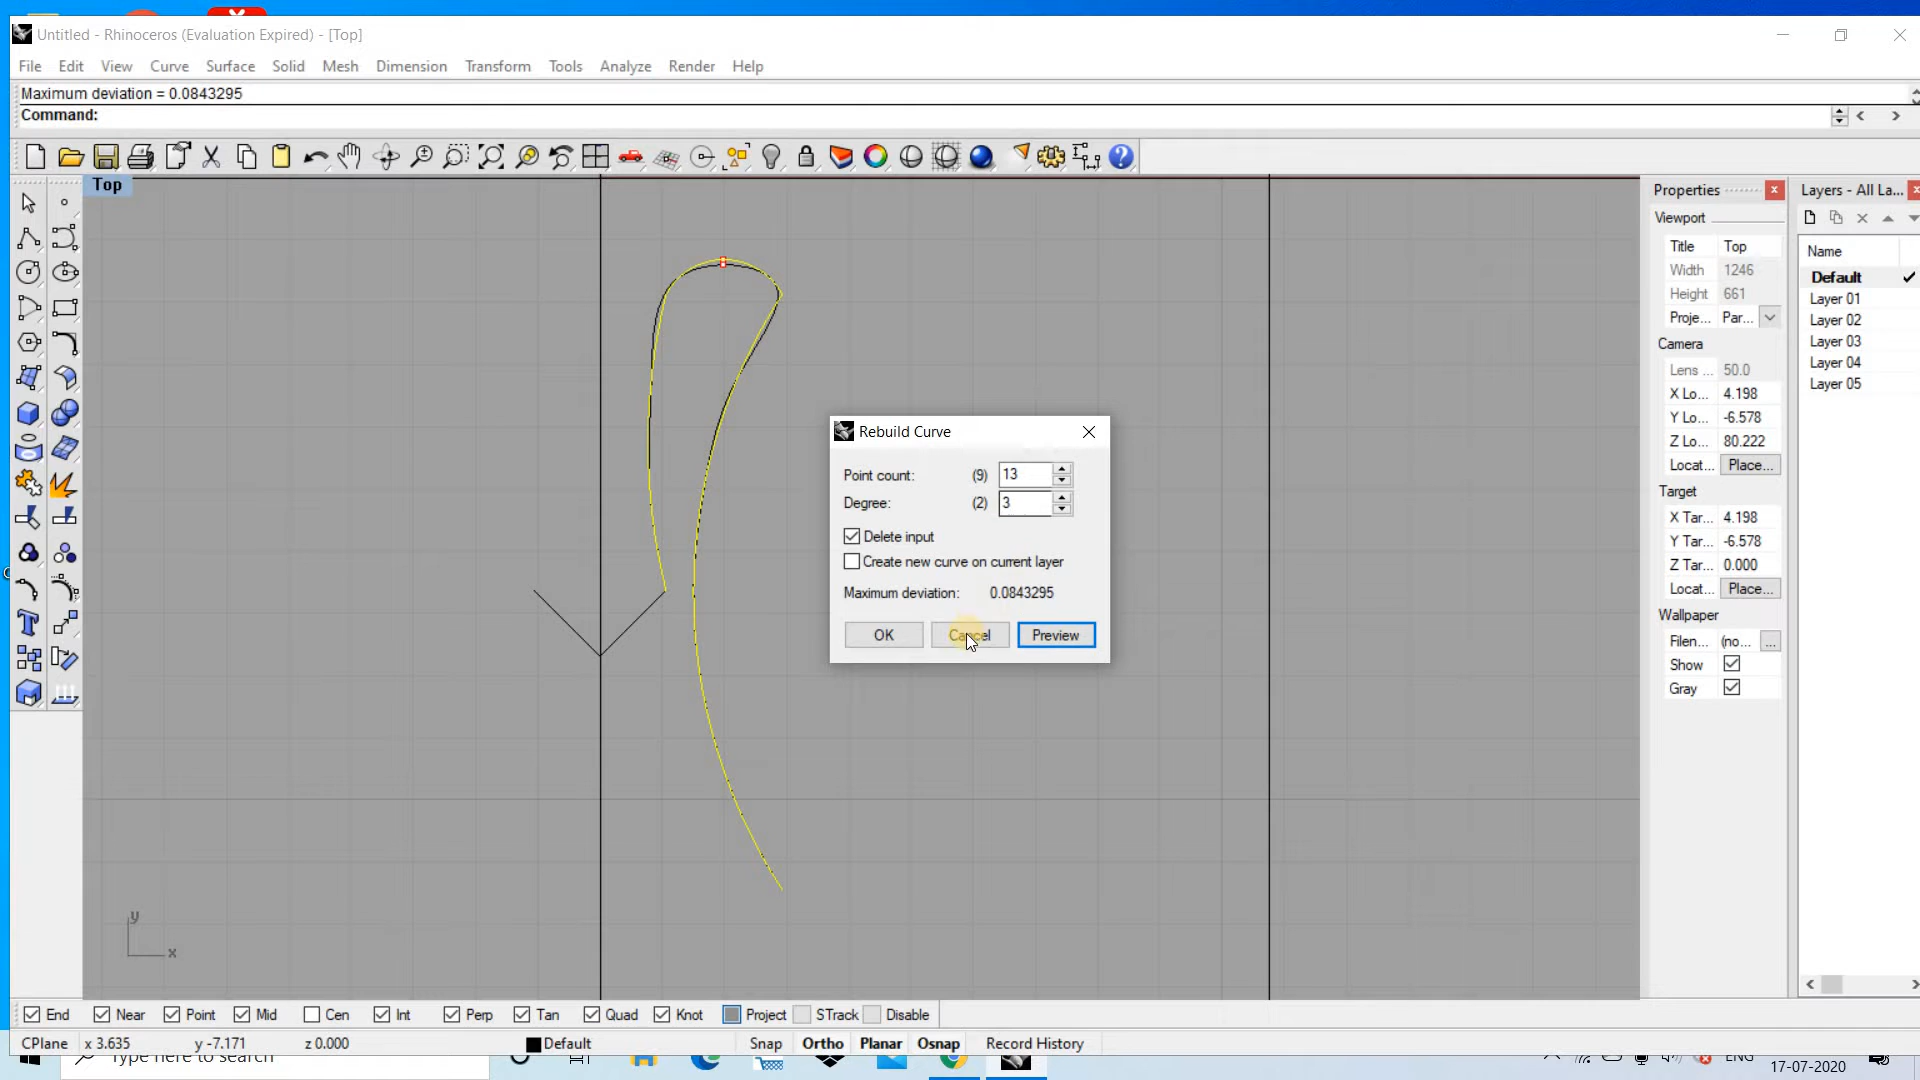 Untitled - Rhinoceros (Evaluation Expired) - [Top]
File Edit View Curve Surface Solid Mesh Dimension Transform Tools Analyze Render Help
Maximum deviation = 0.0843295
Command:
Top
Properties
Layers - All La...
Viewport
Title Top
Width 1246
Height 661
Proje... Par...
Camera
Lens ... 50.0
X Lo... 4.198
Y Lo... -6.578
Z Lo... 80.222
Locat... Place...
Target
X Tar... 4.198
Y Tar... -6.578
Z Tar... 0.000
Locat... Place...
Wallpaper
Filen... (no... ...
Show
Gray
Name
Default
Layer 01
Layer 02
Layer 03
Layer 04
Layer 05
Rebuild Curve
Point count: (9) 13
Degree: (2) 3
Delete input
Create new curve on current layer
Maximum deviation: 0.0843295
OK Cancel Preview
y
x
End Near Point Mid Cen Int Perp Tan Quad Knot Project STrack Disable
CPlane x 3.635 y -7.171 z 0.000 Default Snap Ortho Planar Osnap Record History
Type here to search
ENG
17-07-2020